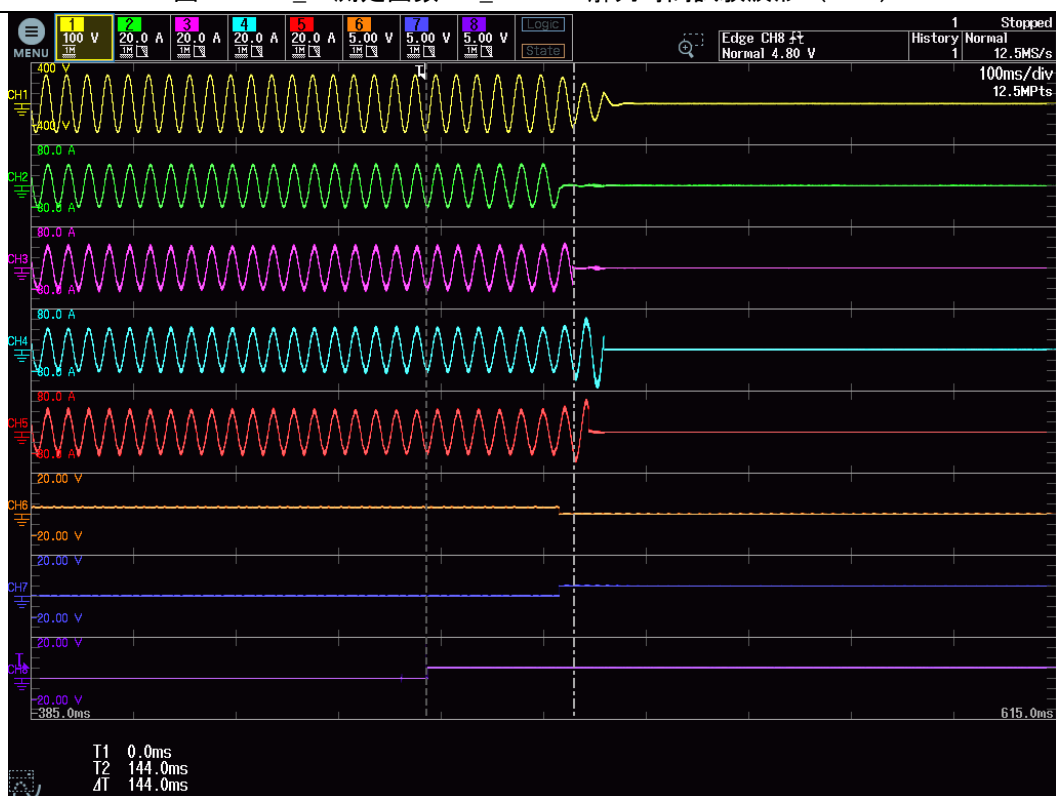 1 2 3 4 5 6 7 8 Logic 1 Stopped
100 V 20.0 A 20.0 A 20.0 A 20.0 A 5.00 V 5.00 V 5.00 V Edge CH8 History Normal
MENU 1M 1M 1M 1M 1M 1M 1M 1M State Normal 4.80 V 1 12.5MS/s
400 V T 100ms/div
CH1 12.5MPts
-400 V
80.0 A
CH2
-80.0 A
80.0 A
CH3
-80.0 A
80.0 A
CH4
-80.0 A
80.0 A
CH5
-80.0 A
20.00 V
CH6
-20.00 V
20.00 V
CH7
-20.00 V
20.00 V
T
CH8
-20.00 V
-385.0ms 615.0ms
T1 0.0ms
T2 144.0ms
ΔT 144.0ms